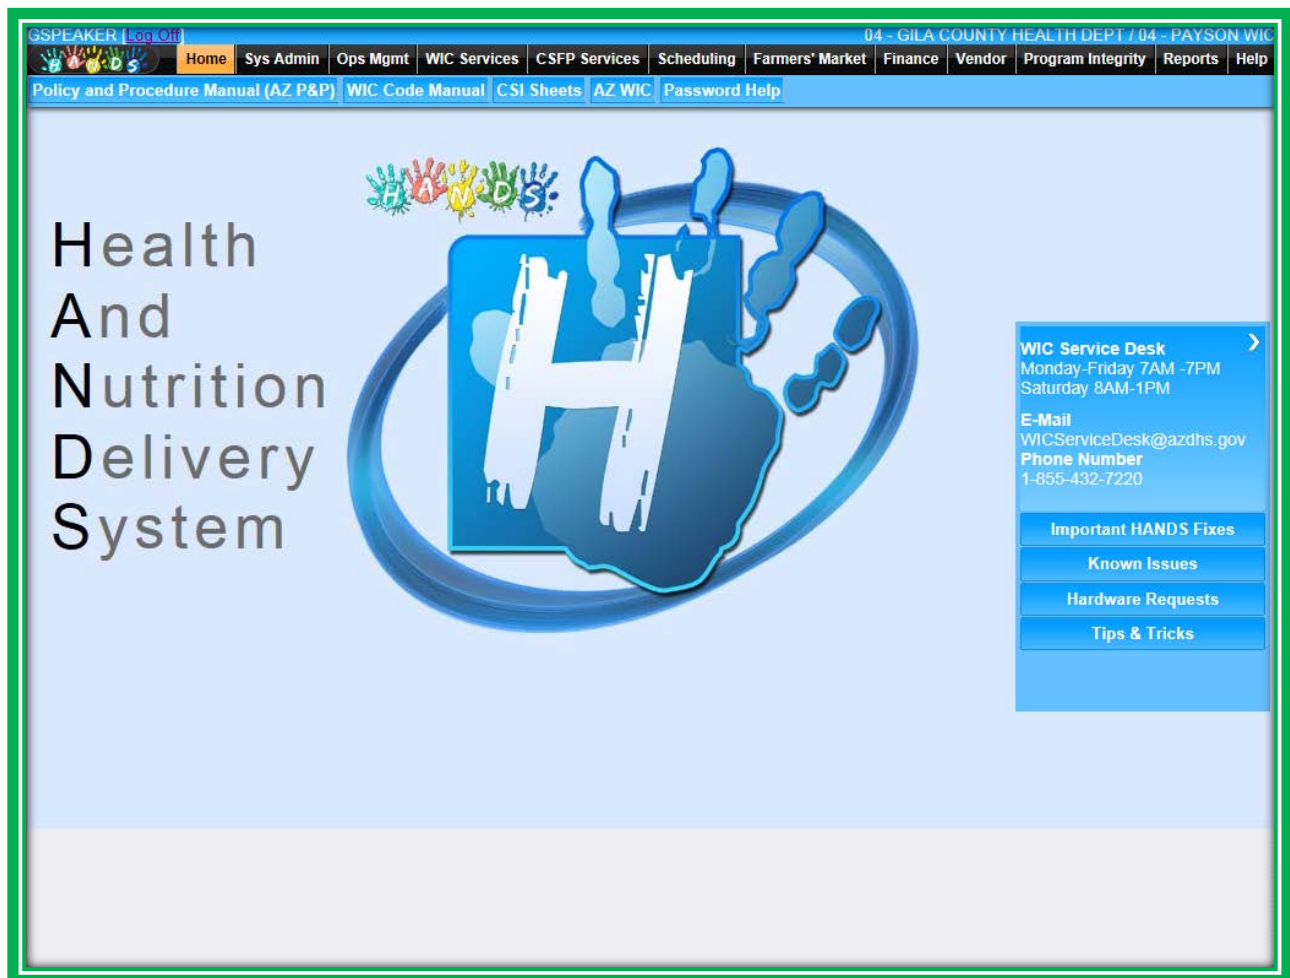 GSPEAKER [Log Off]
04 - GILA COUNTY HEALTH DEPT / 04 - PAYSON WIC
HANDS
Home Sys Admin Ops Mgmt WIC Services CSFP Services Scheduling Farmers' Market Finance Vendor Program Integrity Reports Help
Policy and Procedure Manual (AZ P&P) WIC Code Manual CSI Sheets AZ WIC Password Help
HANDS
H
Health
And
Nutrition
Delivery
System
WIC Service Desk
Monday-Friday 7AM -7PM
Saturday 8AM-1PM
E-Mail
WICServiceDesk@azdhs.gov
Phone Number
1-855-432-7220
Important HANDS Fixes
Known Issues
Hardware Requests
Tips & Tricks